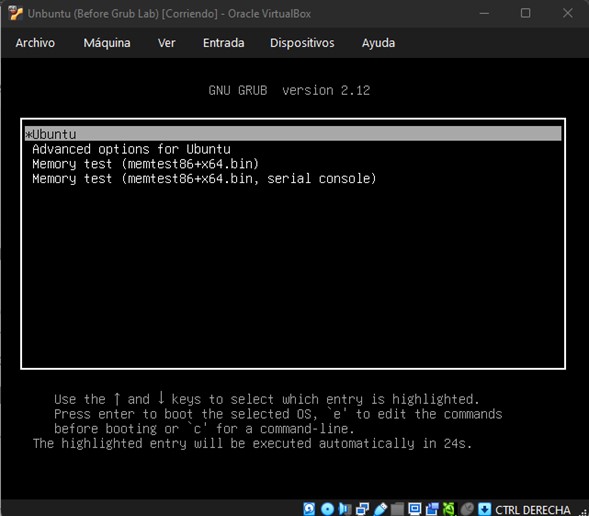 Unbuntu (Before Grub Lab) [Corriendo] - Oracle VirtualBox
Archivo Máquina Ver Entrada Dispositivos Ayuda
GNU GRUB version 2.12
*Ubuntu
Advanced options for Ubuntu
Memory test (memtest86+x64.bin)
Memory test (memtest86+x64.bin, serial console)
Use the ↑ and ↓ keys to select which entry is highlighted.
Press enter to boot the selected OS, `e' to edit the commands
before booting or `c' for a command-line.
The highlighted entry will be executed automatically in 24s.
CTRL DERECHA